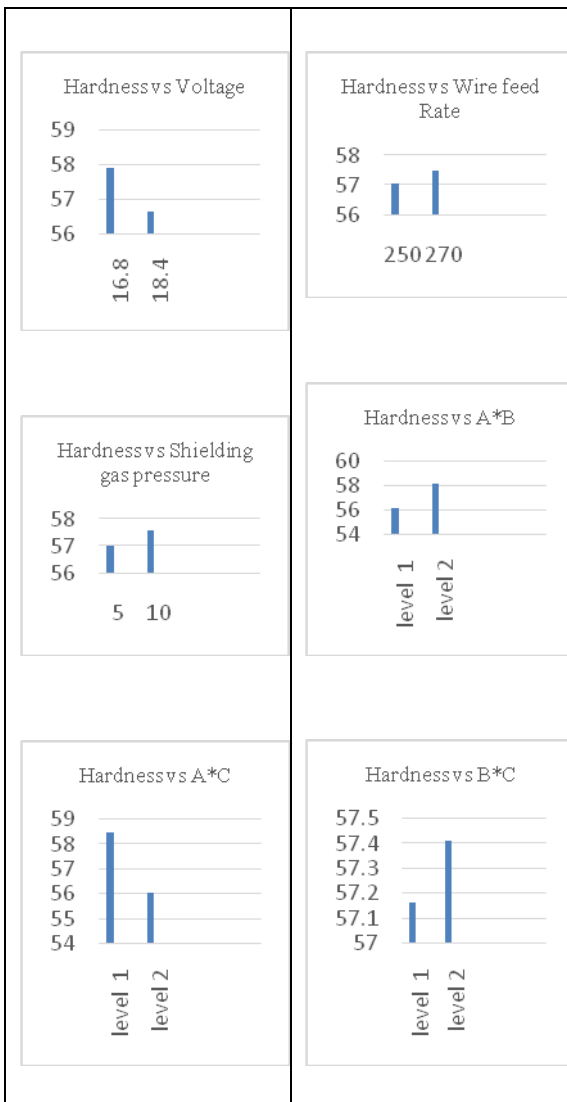 Hardness vs Voltage
59
58
57
56
16.8
18.4
Hardness vs Wire feed
Rate
58
57
56
250 270
Hardness vs Shielding
gas pressure
58
57
56
5 10
Hardness vs A*B
60
58
56
54
level 1
level 2
Hardness vs A*C
59
58
57
56
55
54
level 1
level 2
Hardness vs B*C
57.5
57.4
57.3
57.2
57.1
57
level 1
level 2